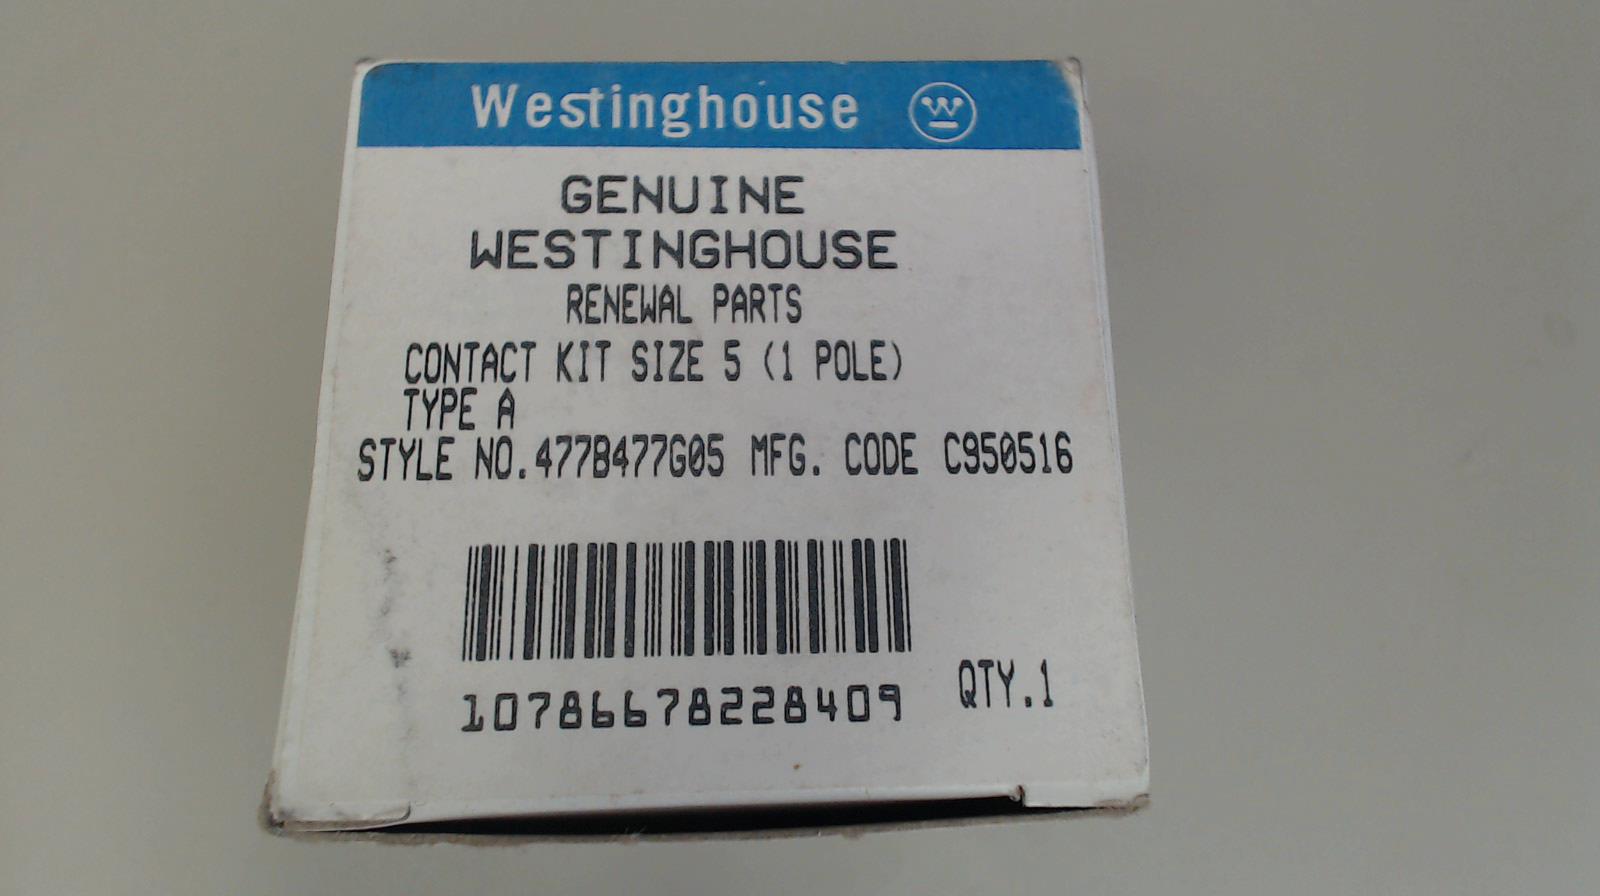 Westinghouse W
GENUINE
WESTINGHOUSE
RENEWAL PARTS
CONTACT KIT SIZE 5 (1 POLE)
TYPE A
STYLE NO.477B477G05 MFG. CODE C950516
10786678228409 QTY.1